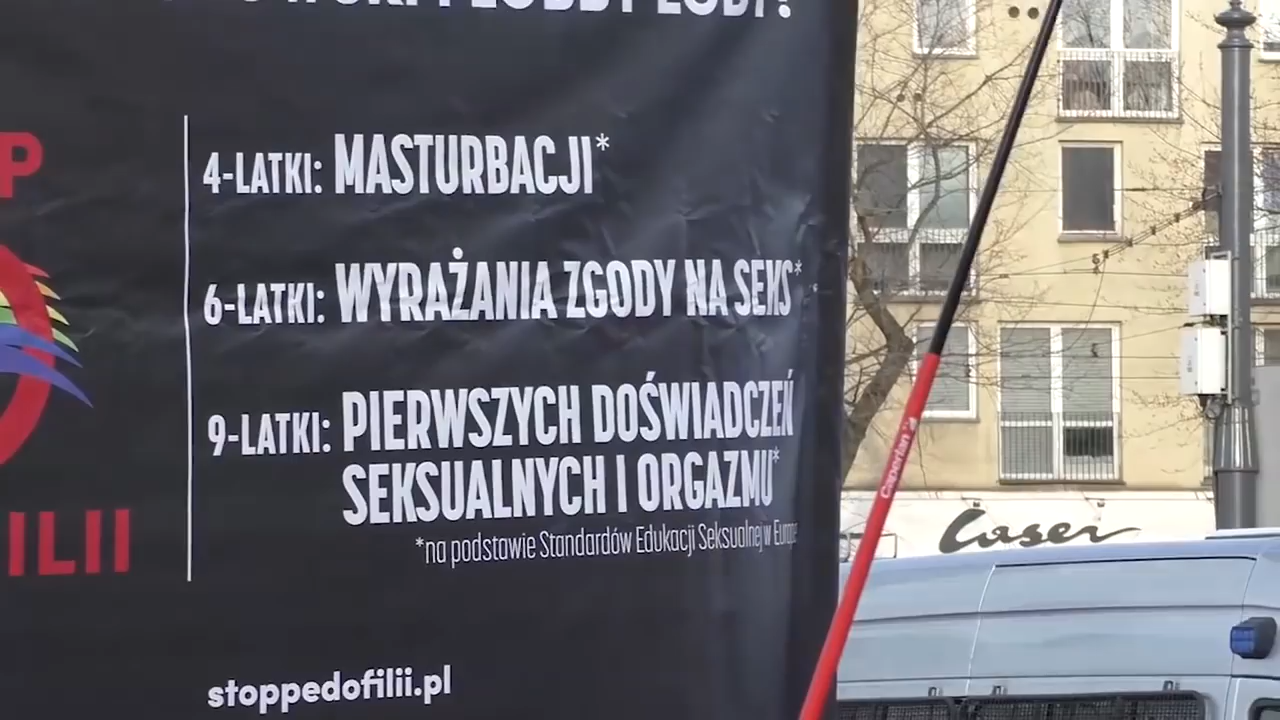 4-LATKI: MASTURBACJI*
6-LATKI: WYRAŻANIA ZGODY NA SEKS*
9-LATKI: PIERWSZYCH DOŚWIADCZEŃ
SEKSUALNYCH I ORGAZMU*
*na podstawie Standardów Edukacji Seksualnej w Europie
stoppedofilii.pl
P
ILII
Caperlan
Laser